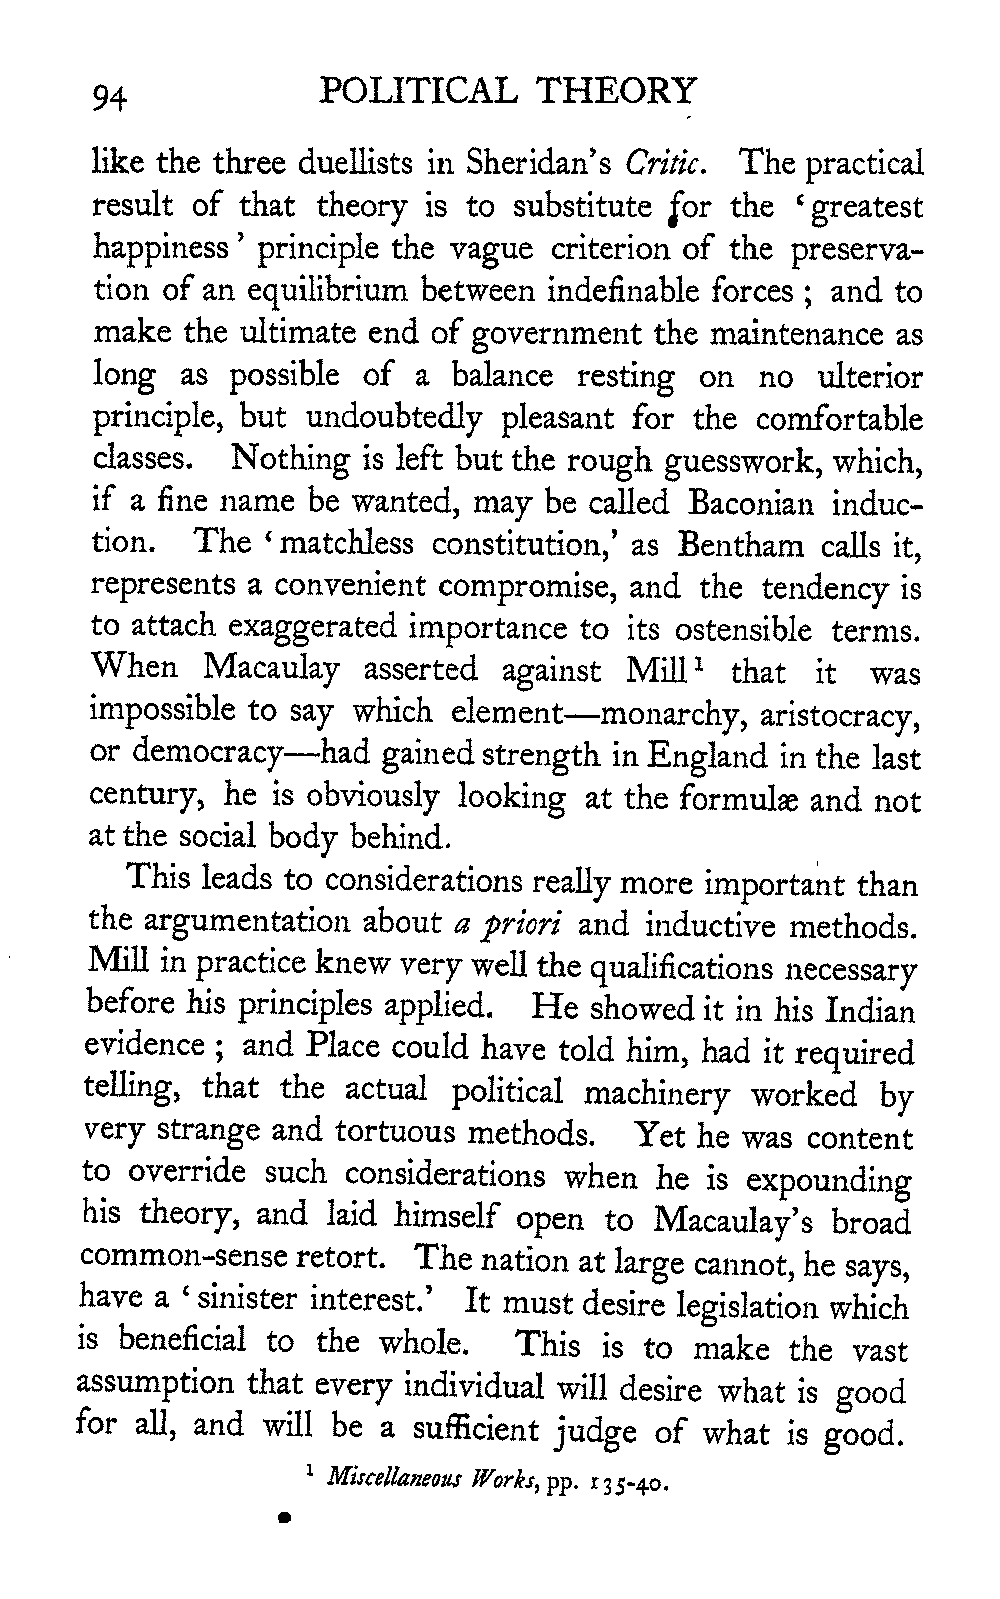 94 POLITICAL THEORY
like the three duellists in Sheridan's Critic. The practical
result of that theory is to substitute for the ‘greatest
happiness’ principle the vague criterion of the preserva-
tion of an equilibrium between indefinable forces ; and to
make the ultimate end of government the maintenance as
long as possible of a balance resting on no ulterior
principle, but undoubtedly pleasant for the comfortable
classes. Nothing is left but the rough guesswork, which,
if a fine name be wanted, may be called Baconian induc-
tion. The ‘matchless constitution,’ as Bentham calls it,
represents a convenient compromise, and the tendency is
to attach exaggerated importance to its ostensible terms.
When Macaulay asserted against Mill¹ that it was
impossible to say which element—monarchy, aristocracy,
or democracy—had gained strength in England in the last
century, he is obviously looking at the formulæ and not
at the social body behind.
This leads to considerations really more important than
the argumentation about a priori and inductive methods.
Mill in practice knew very well the qualifications necessary
before his principles applied. He showed it in his Indian
evidence ; and Place could have told him, had it required
telling, that the actual political machinery worked by
very strange and tortuous methods. Yet he was content
to override such considerations when he is expounding
his theory, and laid himself open to Macaulay's broad
common-sense retort. The nation at large cannot, he says,
have a ‘sinister interest.’ It must desire legislation which
is beneficial to the whole. This is to make the vast
assumption that every individual will desire what is good
for all, and will be a sufficient judge of what is good.
¹ Miscellaneous Works, pp. 135-40.